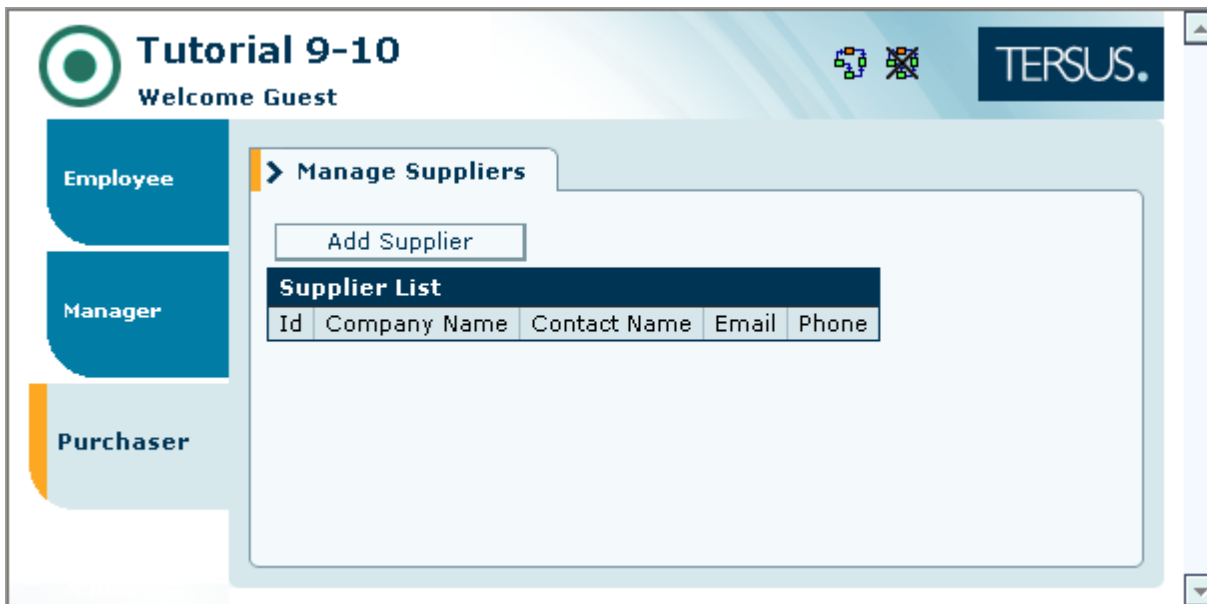 Tutorial 9-10
Welcome Guest
TERSUS.
Employee
Manager
Purchaser
Manage Suppliers
Add Supplier
Supplier List
Id Company Name Contact Name Email Phone